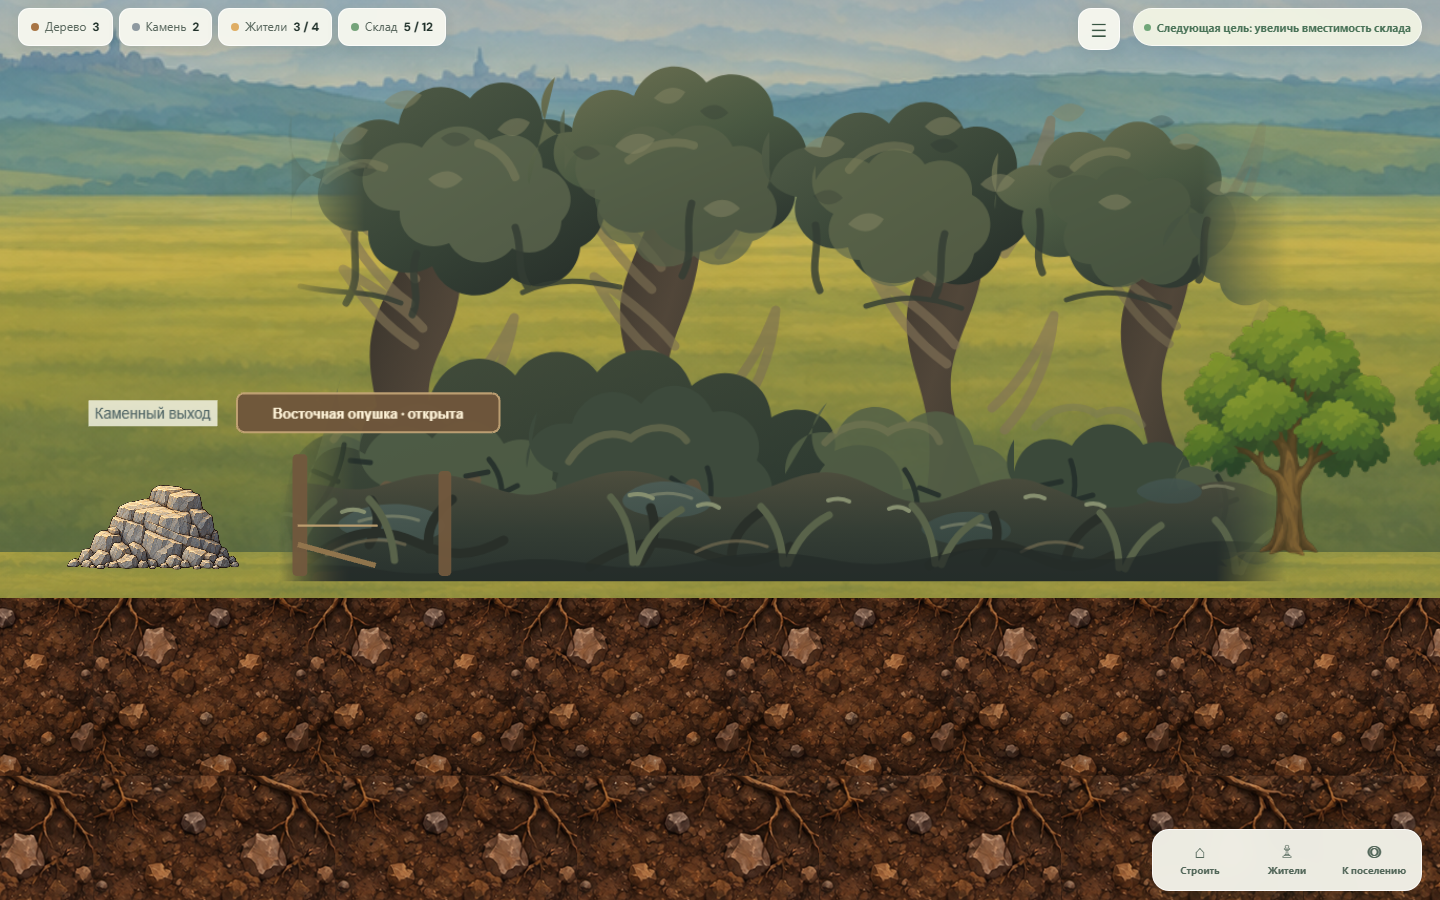 Дерево 3
Камень 2
Жители 3 / 4
Склад 5 / 12
Следующая цель: увеличь вместимость склада
Каменный выход
Восточная опушка · открыта
Строить
Жители
К поселению